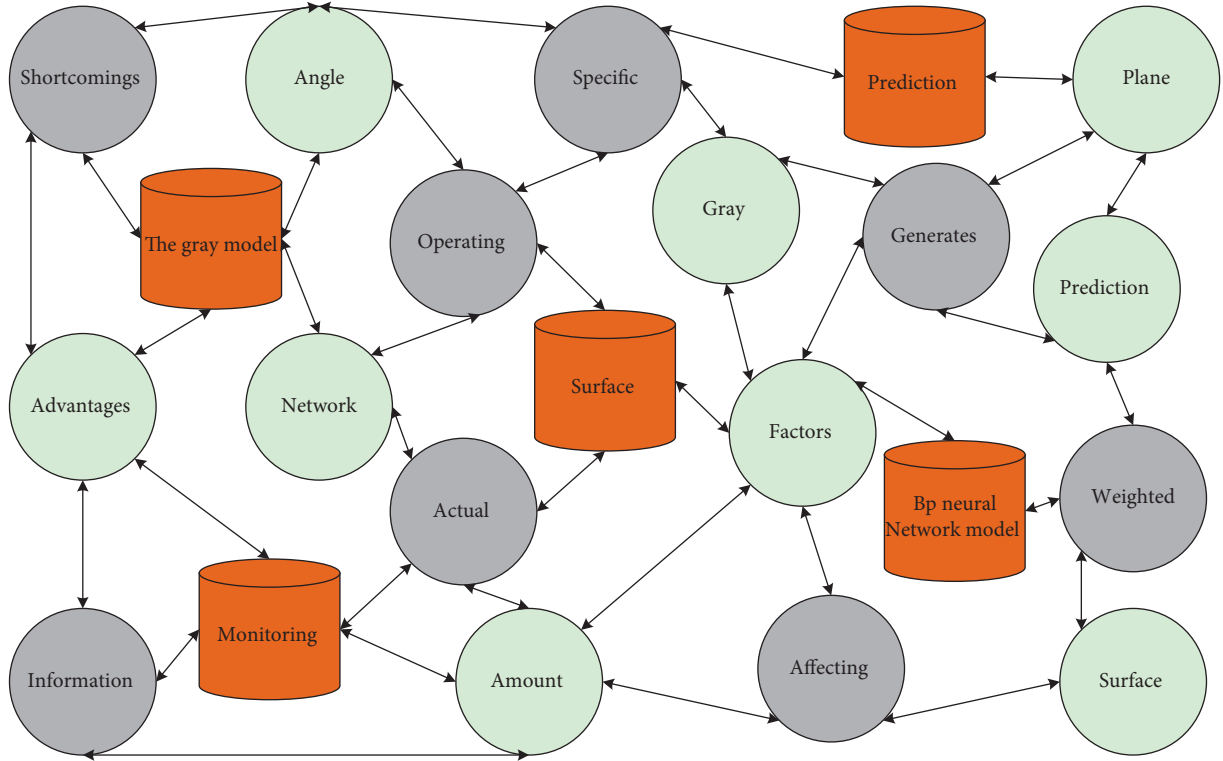 Shortcomings
Angle
Specific
Prediction
Plane
The gray model
Operating
Gray
Generates
Prediction
Advantages
Network
Surface
Factors
Actual
Bp neural
Network model
Weighted
Information
Monitoring
Amount
Affecting
Surface